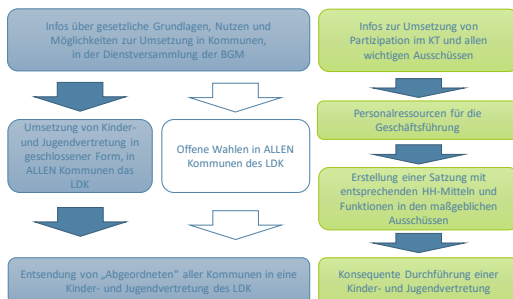 Infos über gesetzliche Grundlagen, Nutzen und
Möglichkeiten zur Umsetzung in Kommunen,
in der Dienstversammlung der BGM
Infos zur Umsetzung von
Partizipation im KT und allen
wichtigen Ausschüssen
Personalressourcen für die
Geschäftsführung
Umsetzung von Kinder-
und Jugendvertretung in
geschlossener Form, in
ALLEN Kommunen das
LDK
Offene Wahlen in ALLEN
Kommunen des LDK
Erstellung einer Satzung mit
entsprechenden HH-Mitteln und
Funktionen in den maßgeblichen
Ausschüssen
Entsendung von „Abgeordneten" aller Kommunen in eine
Kinder- und Jugendvertretung des LDK
Konsequente Durchführung einer
Kinder- und Jugendvertretung